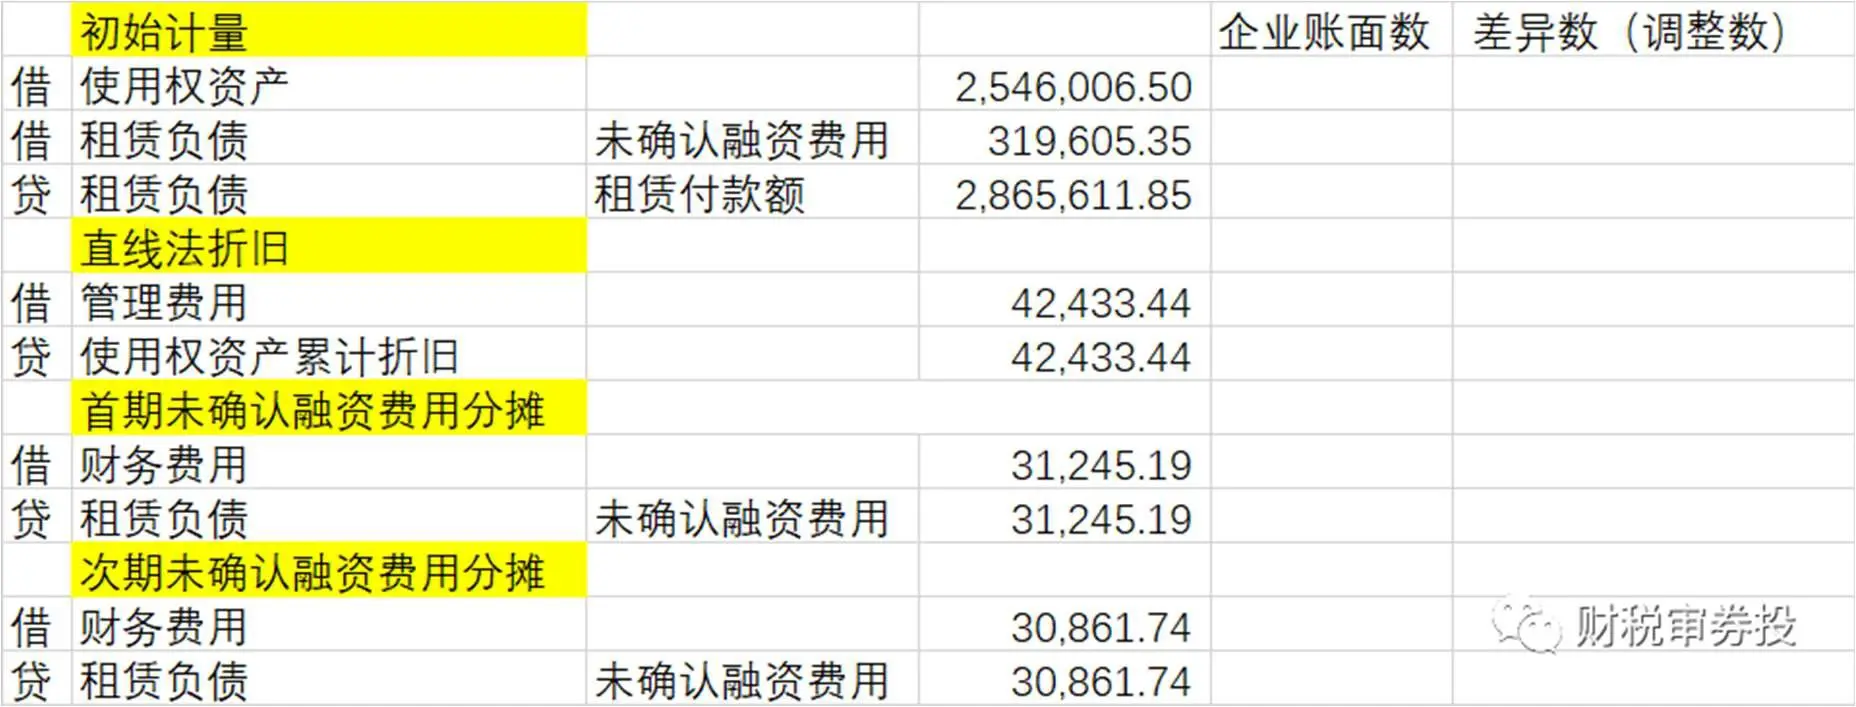 初始计量 企业账面数 差异数（调整数）
借 使用权资产 2,546,006.50
借 租赁负债 未确认融资费用 319,605.35
贷 租赁负债 租赁付款额 2,865,611.85
直线法折旧
借 管理费用 42,433.44
贷 使用权资产累计折旧 42,433.44
首期未确认融资费用分摊
借 财务费用 31,245.19
贷 租赁负债 未确认融资费用 31,245.19
次期未确认融资费用分摊
借 财务费用 30,861.74
贷 租赁负债 未确认融资费用 30,861.74
财税审券投